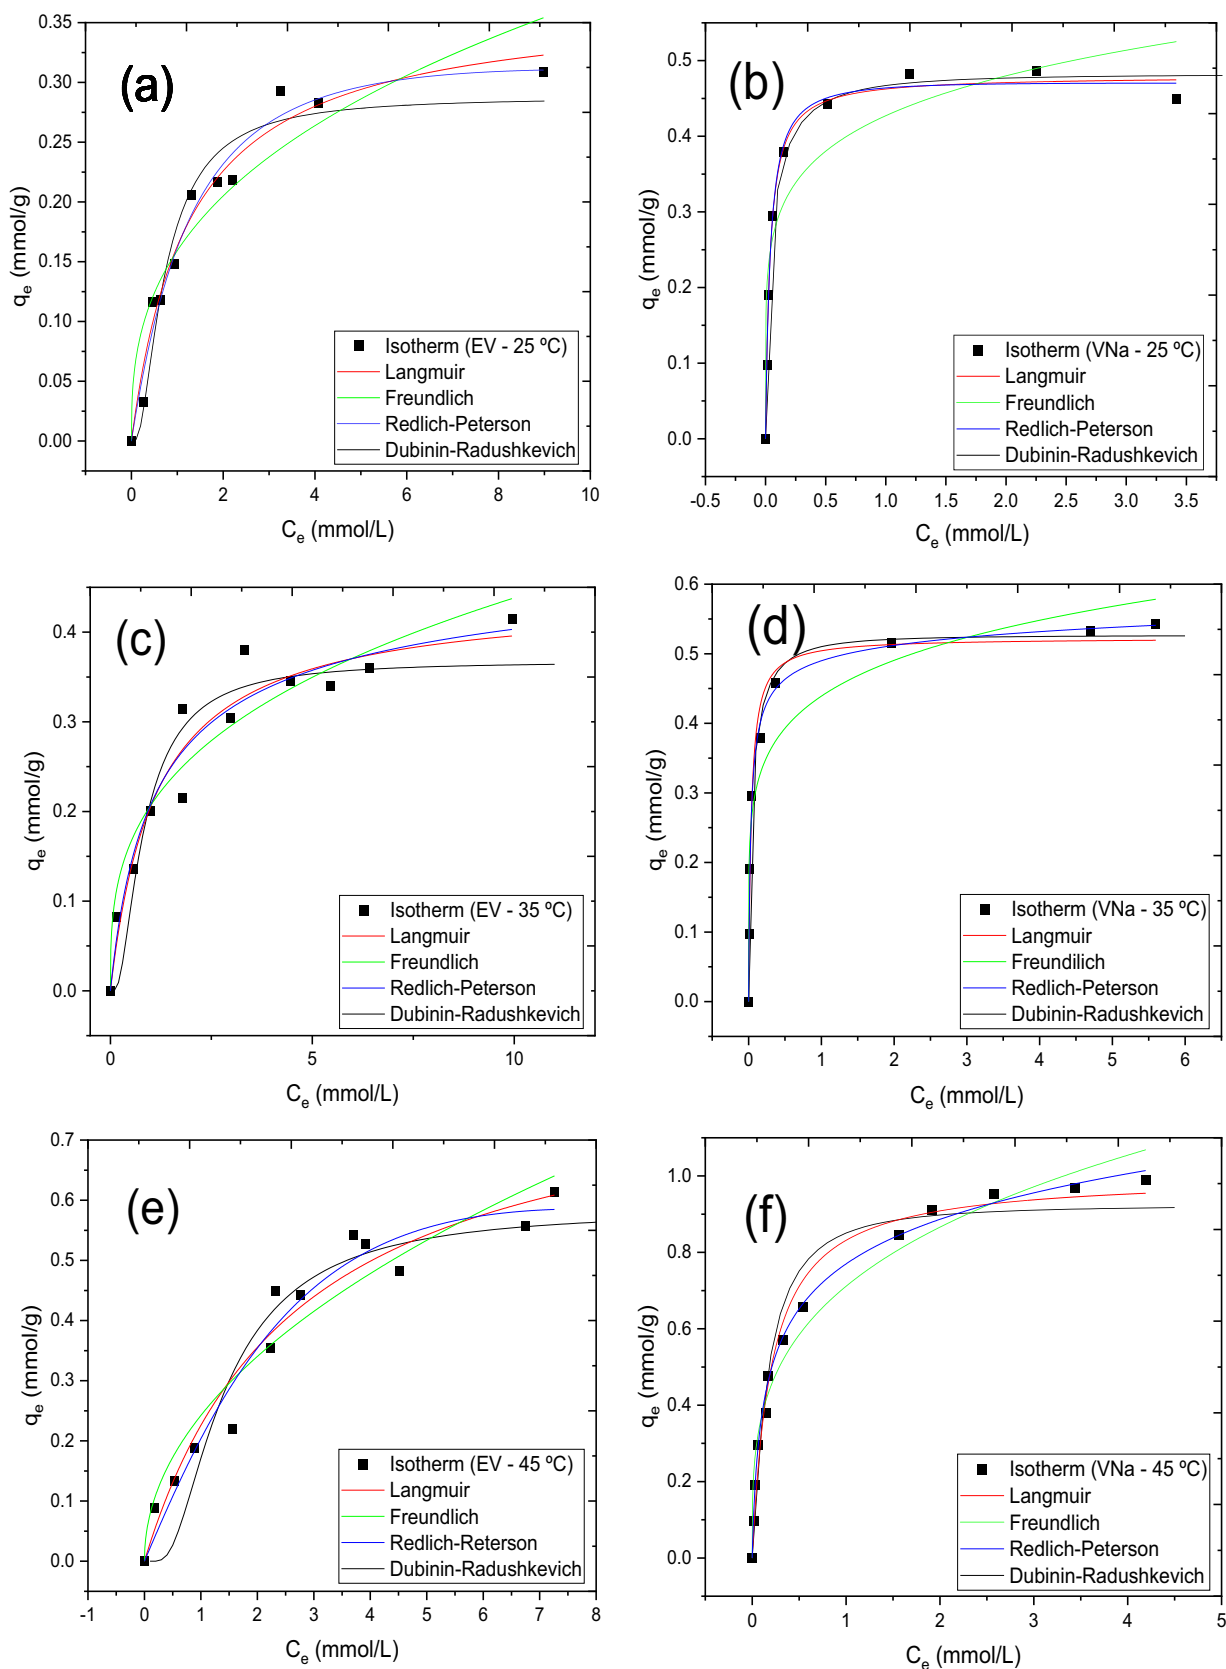 (a)
0.35
0.30
0.25
0.20
0.15
0.10
0.05
0.00
qe (mmol/g)
Isotherm (EV - 25 ºC)
Langmuir
Freundlich
Redlich-Peterson
Dubinin-Radushkevich
0 2 4 6 8 10
Ce (mmol/L)
(b)
0.5
0.4
0.3
0.2
0.1
0.0
qe (mmol/g)
Isotherm (VNa - 25 ºC)
Langmuir
Freundlich
Redlich-Peterson
Dubinin-Radushkevich
-0.5 0.0 0.5 1.0 1.5 2.0 2.5 3.0 3.5
Ce (mmol/L)
(c)
0.4
0.3
0.2
0.1
0.0
qe (mmol/g)
Isotherm (EV - 35 ºC)
Langmuir
Freundlich
Redlich-Peterson
Dubinin-Radushkevich
0 5 10
Ce (mmol/L)
(d)
0.6
0.5
0.4
0.3
0.2
0.1
0.0
qe (mmol/g)
Isotherm (VNa - 35 ºC)
Langmuir
Freundilich
Redlich-Peterson
Dubinin-Radushkevich
0 1 2 3 4 5 6
Ce (mmol/L)
(e)
0.7
0.6
0.5
0.4
0.3
0.2
0.1
0.0
qe (mmol/g)
Isotherm (EV - 45 ºC)
Langmuir
Freundlich
Redlich-Reterson
Dubinin-Radushkevich
-1 0 1 2 3 4 5 6 7 8
Ce (mmol/L)
(f)
1.0
0.8
0.6
0.4
0.2
0.0
qe (mmol/g)
Isotherm (VNa - 45 ºC)
Langmuir
Freundlich
Redlich-Peterson
Dubinin-Radushkevich
0 1 2 3 4 5
Ce (mmol/L)